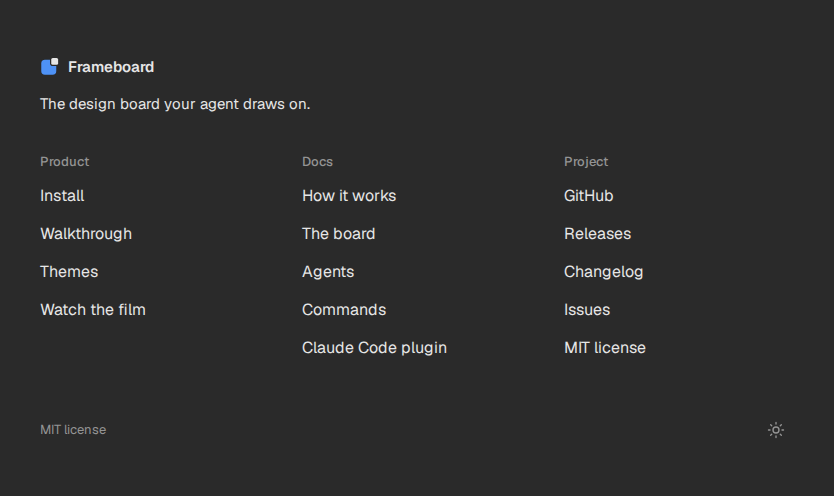 Frameboard
The design board your agent draws on.
Product
Install
Walkthrough
Themes
Watch the film
Docs
How it works
The board
Agents
Commands
Claude Code plugin
Project
GitHub
Releases
Changelog
Issues
MIT license
MIT license